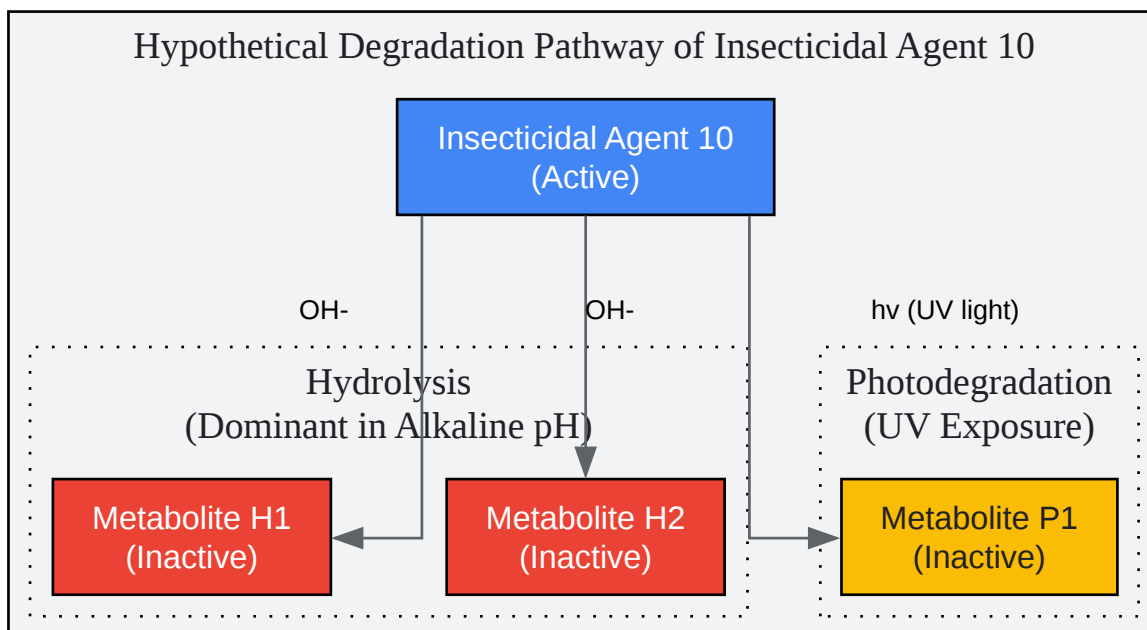 Hypothetical Degradation Pathway of Insecticidal Agent 10
Insecticidal Agent 10
(Active)
OH-
OH-
hv (UV light)
Hydrolysis
(Dominant in Alkaline pH)
Photodegradation
(UV Exposure)
Metabolite H1
(Inactive)
Metabolite H2
(Inactive)
Metabolite P1
(Inactive)